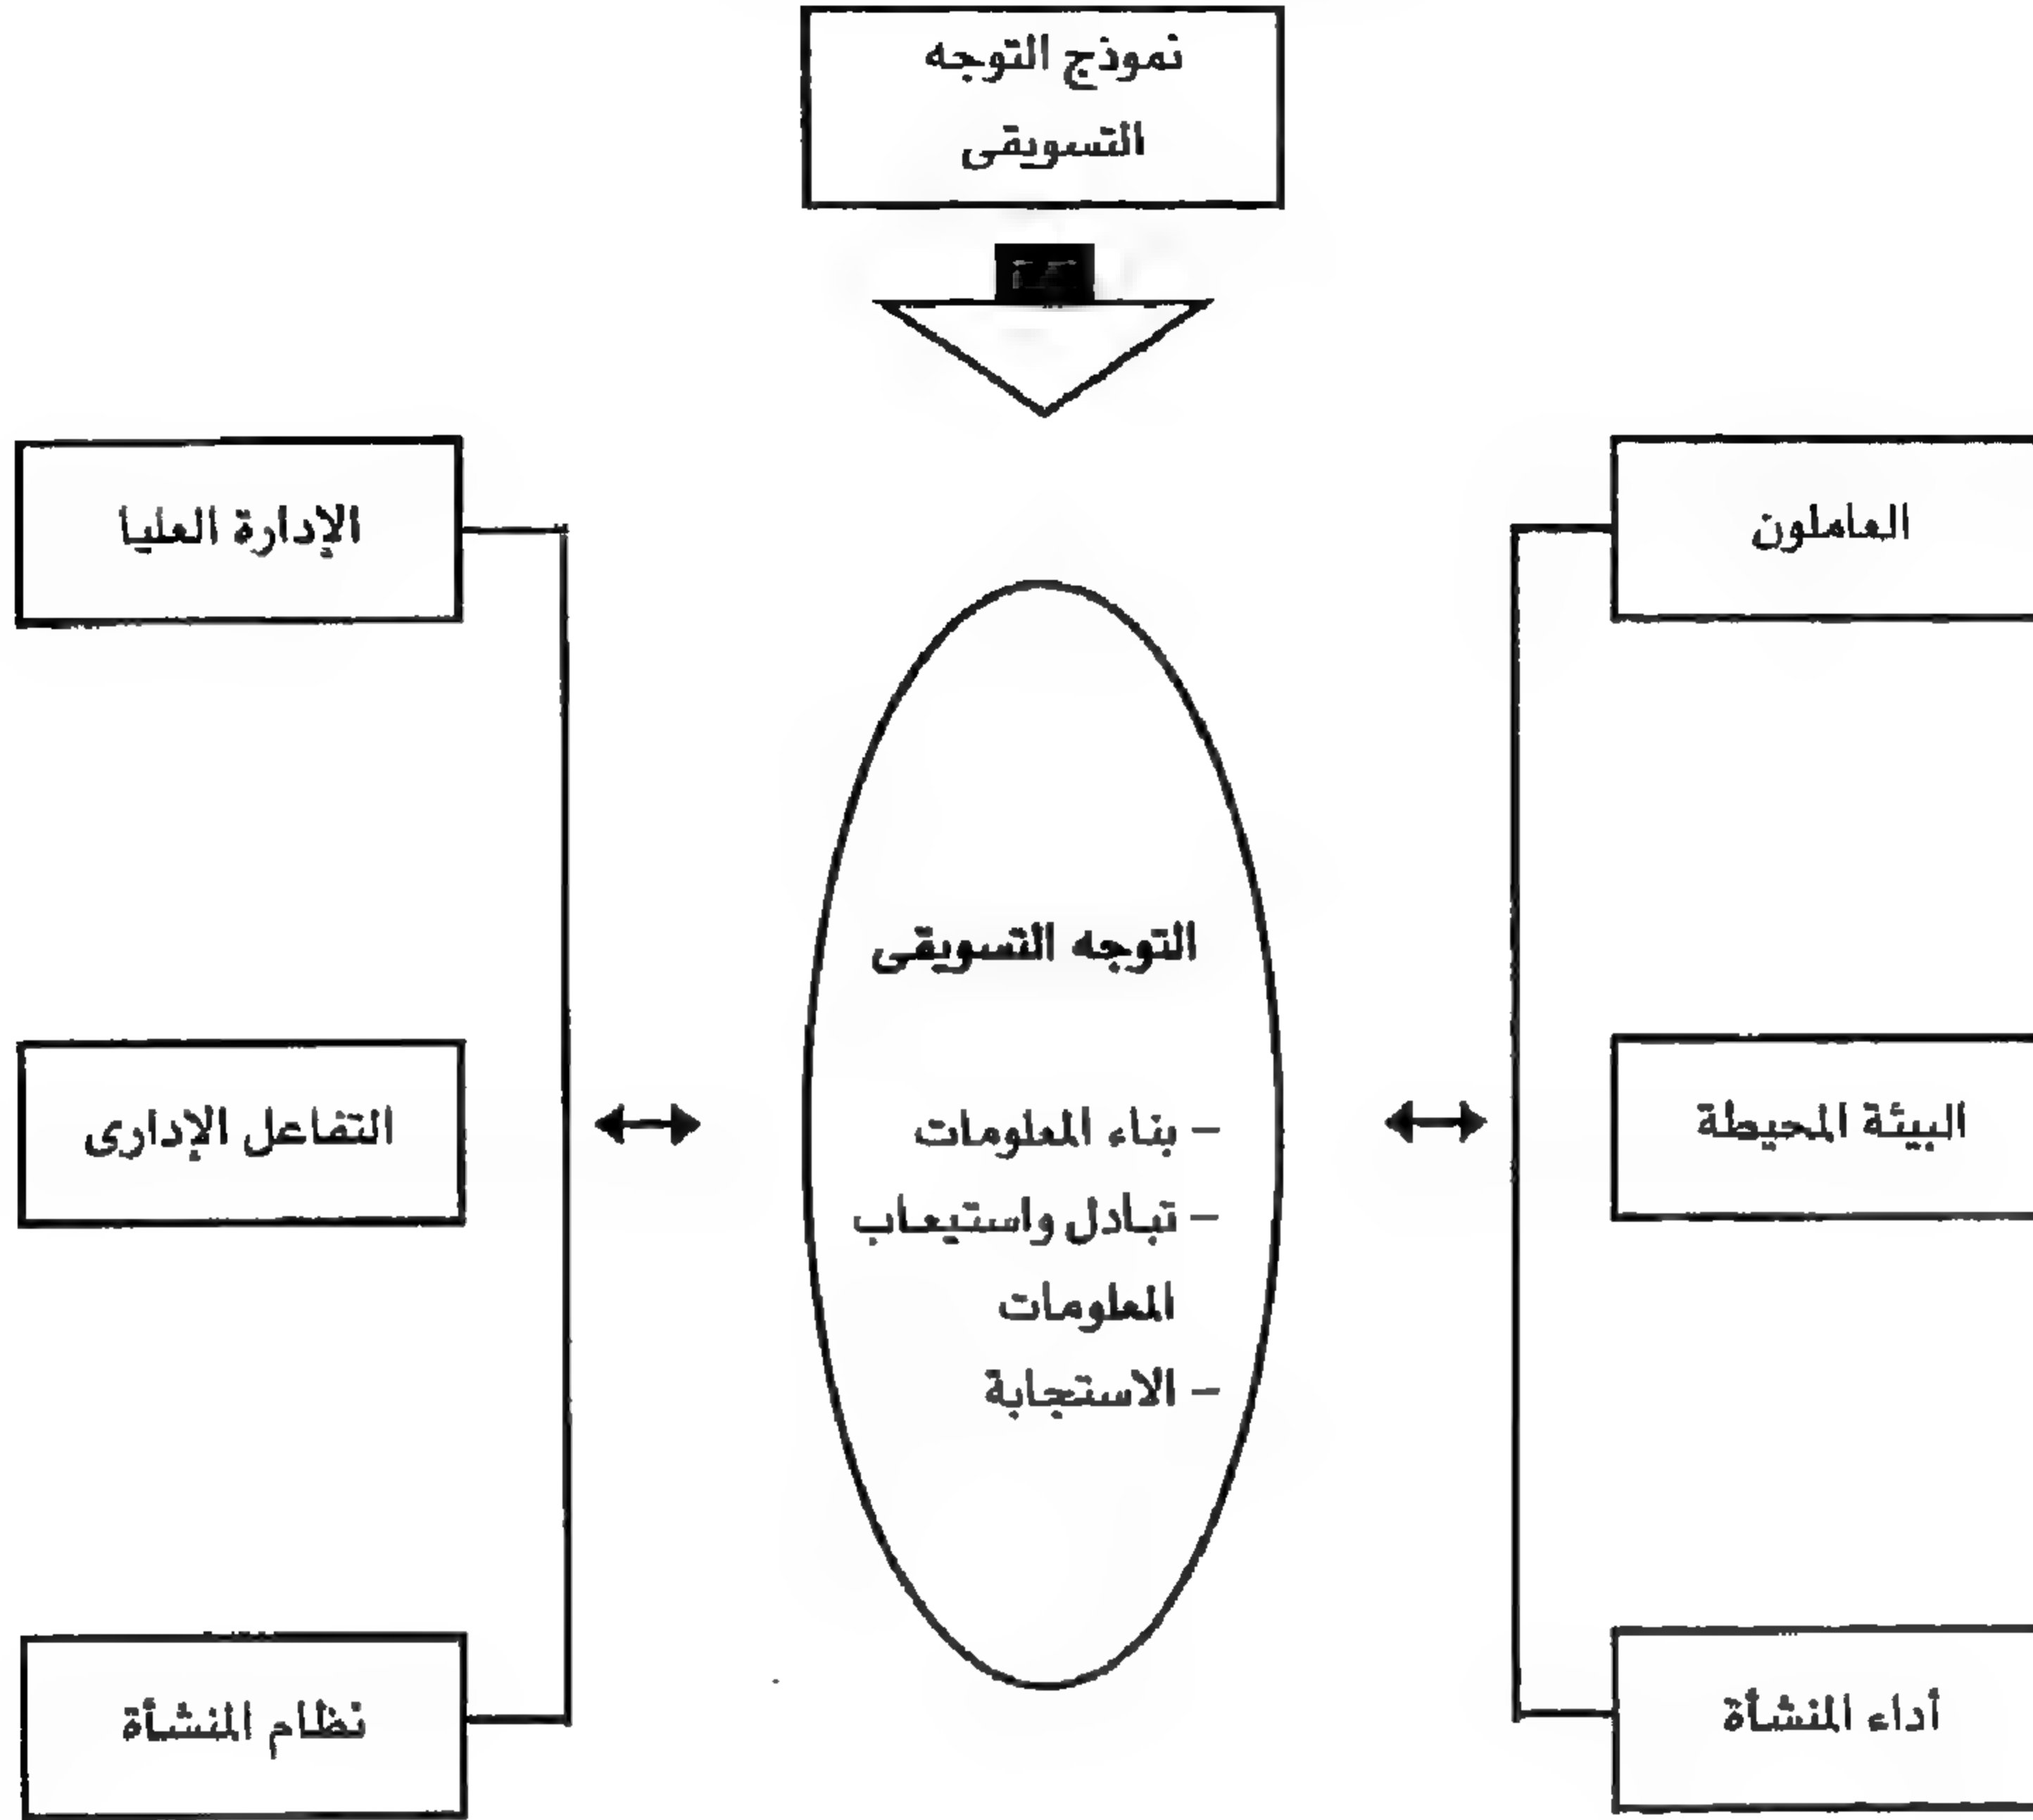 نموذج التوجه
التسويقى
العاملون
الإدارة العليا
التوجه التسويقى
البيئة المحيطة
– بناء المعلومات
– تبادل واستيعاب
المعلومات
– الاستجابة
التفاعل الإدارى
أداء المنشأة
نظام المنشأة